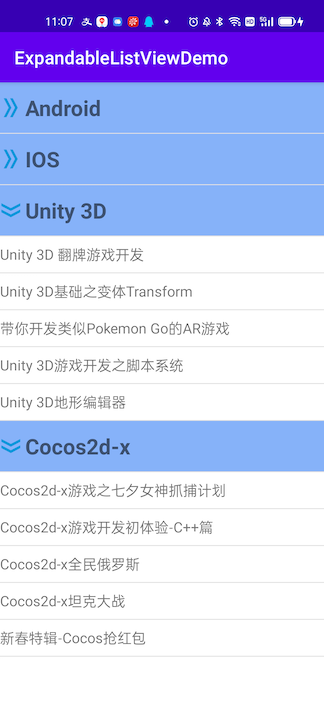 11:07
ExpandableListViewDemo
Android
IOS
Unity 3D
Unity 3D 翻牌游戏开发
Unity 3D基础之变体Transform
带你开发类似Pokemon Go的AR游戏
Unity 3D游戏开发之脚本系统
Unity 3D地形编辑器
Cocos2d-x
Cocos2d-x游戏之七夕女神抓捕计划
Cocos2d-x游戏开发初体验-C++篇
Cocos2d-x全民俄罗斯
Cocos2d-x坦克大战
新春特辑-Cocos抢红包